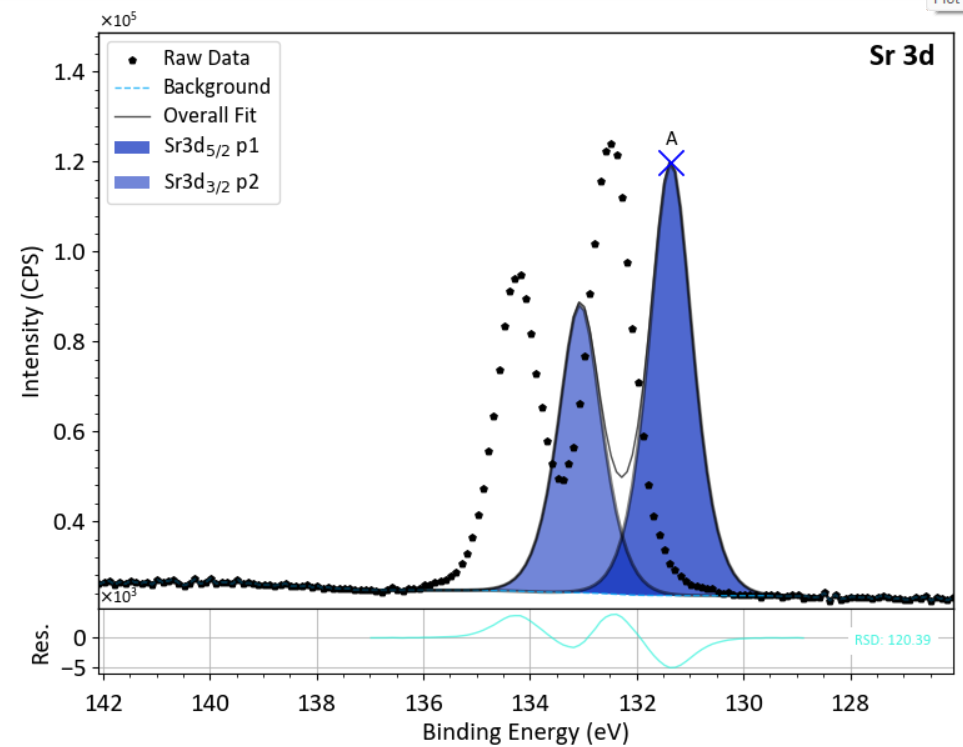 Plot
×10⁵
Sr 3d
Raw Data
Background
Overall Fit
Sr3d₅/₂ p1
Sr3d₃/₂ p2
A
1.4
1.2
1.0
0.8
0.6
0.4
Intensity (CPS)
×10³
0
−5
Res.
RSD: 120.39
142 140 138 136 134 132 130 128
Binding Energy (eV)